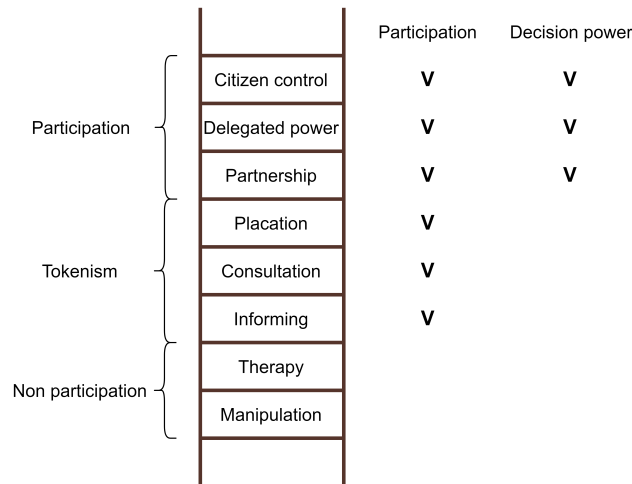 Participation Decision power
Citizen control V V
Participation Delegated power V V
Partnership V V
Placation V
Tokenism Consultation V
Informing V
Therapy
Non participation
Manipulation